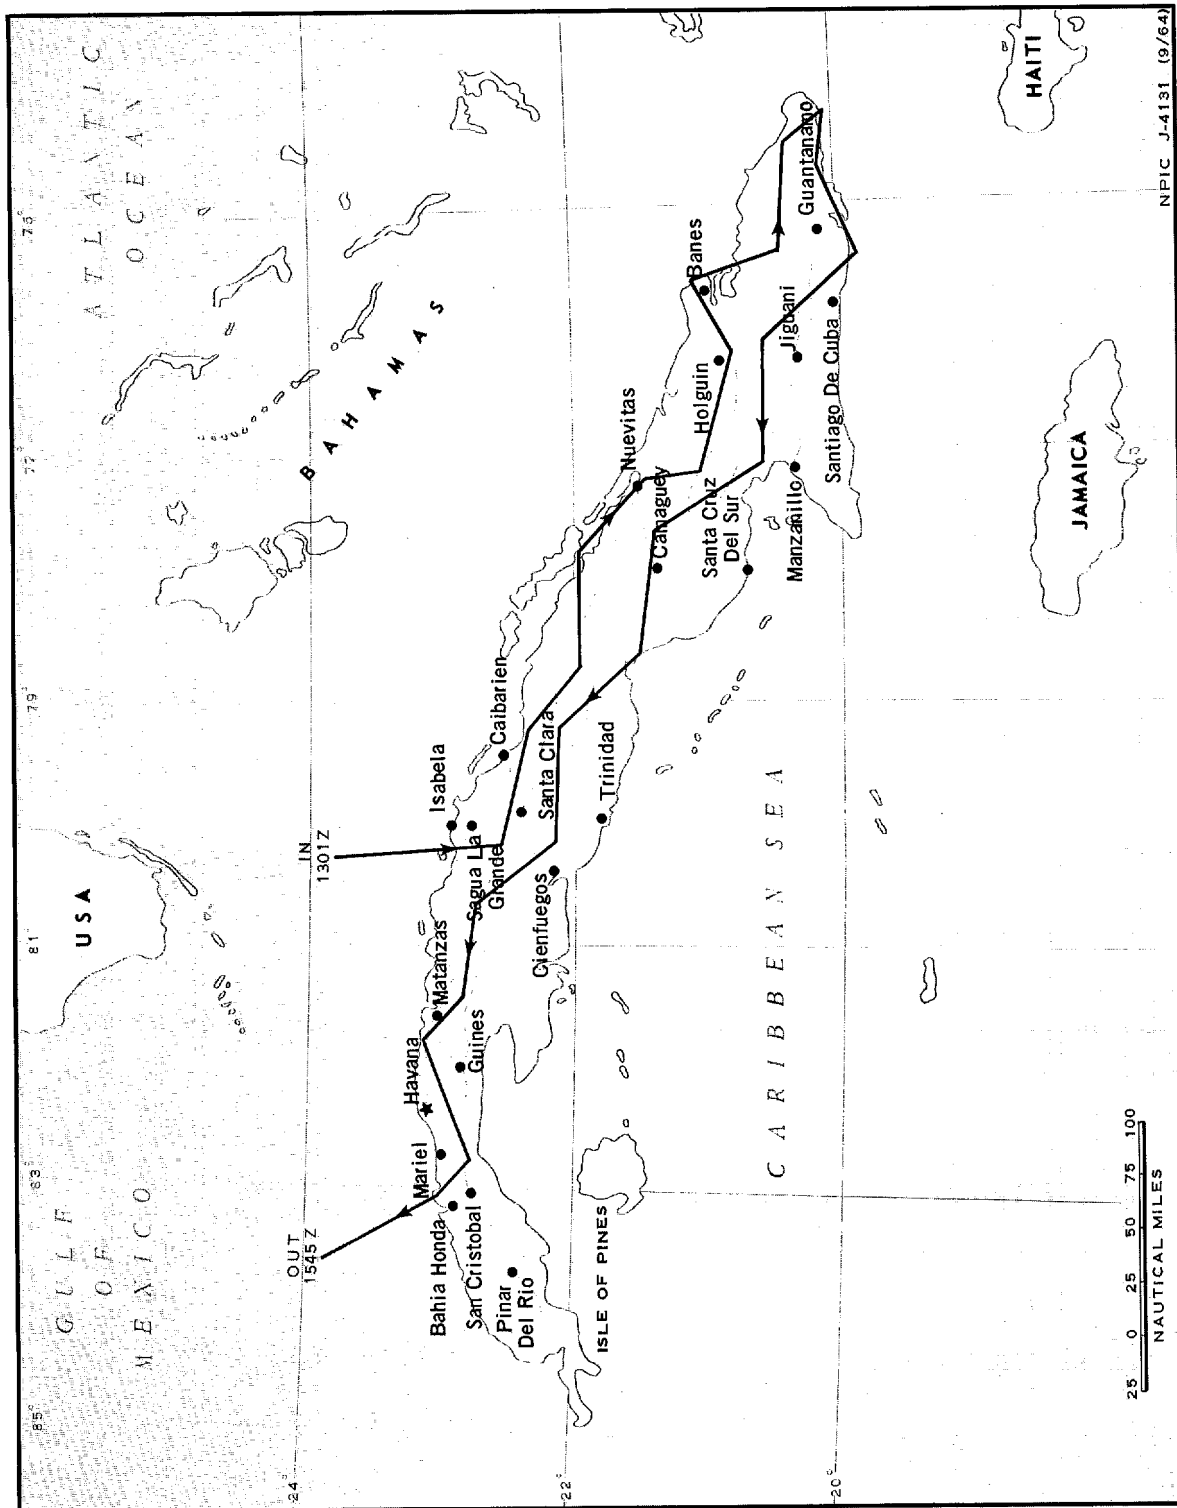 GULF
OF
MEXICO
USA
ATLANTIC
OCEAN
BAHAMAS
85°
83°
81
79°
77
75°
24°
22°
20°
OUT
1545Z
IN
1301Z
Bahia Honda
San Cristobal
Pinar
Del Rio
Mariel
Havana
Guines
Matanzas
Sagua La
Grande
Isabela
Cienfuegos
Santa Clara
Caibarien
Trinidad
Nuevitas
Camaguey
Santa Cruz
Del Sur
Holguin
Banes
Manzanillo
Jiguani
Santiago De Cuba
Guantanamo
ISLE OF PINES
CARIBBEAN SEA
JAMAICA
HAITI
25 0 25 50 75 100
NAUTICAL MILES
NPIC J-4131 (9/64)